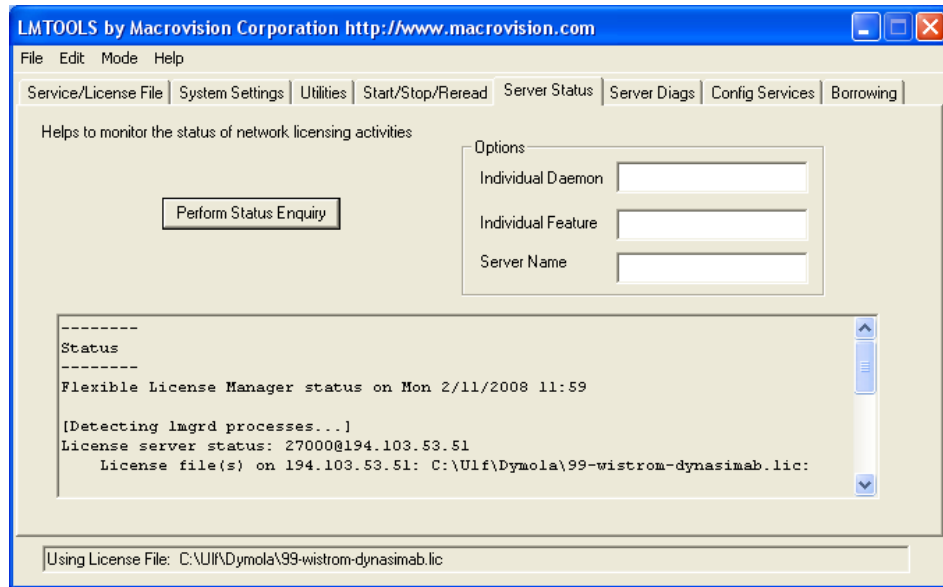 LMTOOLS by Macrovision Corporation http://www.macrovision.com
File Edit Mode Help
Service/License File System Settings Utilities Start/Stop/Reread Server Status Server Diags Config Services Borrowing
Helps to monitor the status of network licensing activities
Options
Individual Daemon
Perform Status Enquiry
Individual Feature
Server Name
--------
Status
--------
Flexible License Manager status on Mon 2/11/2008 11:59
[Detecting lmgrd processes...]
License server status: 27000@194.103.53.51
License file(s) on 194.103.53.51: C:\Ulf\Dymola\99-wistrom-dynasimab.lic:
Using License File: C:\Ulf\Dymola\99-wistrom-dynasimab.lic